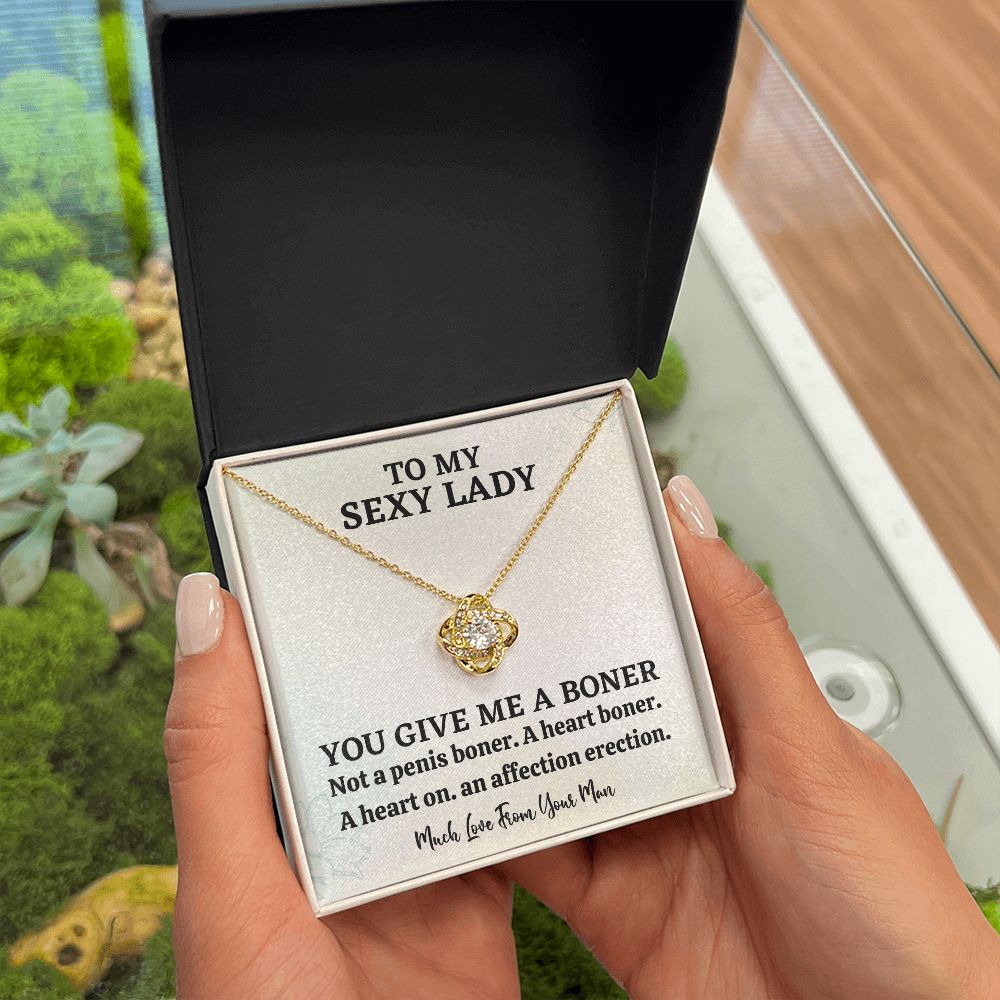 TO MY
SEXY LADY
YOU GIVE ME A BONER
Not a penis boner. A heart boner.
A heart on. an affection erection.
Much Love From Your Man